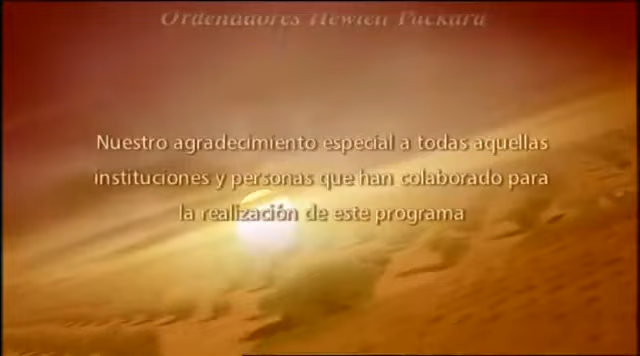 Ordenadores Hewlett Packard
Nuestro agradecimiento especial a todas aquellas
instituciones y personas que han colaborado para
la realización de este programa